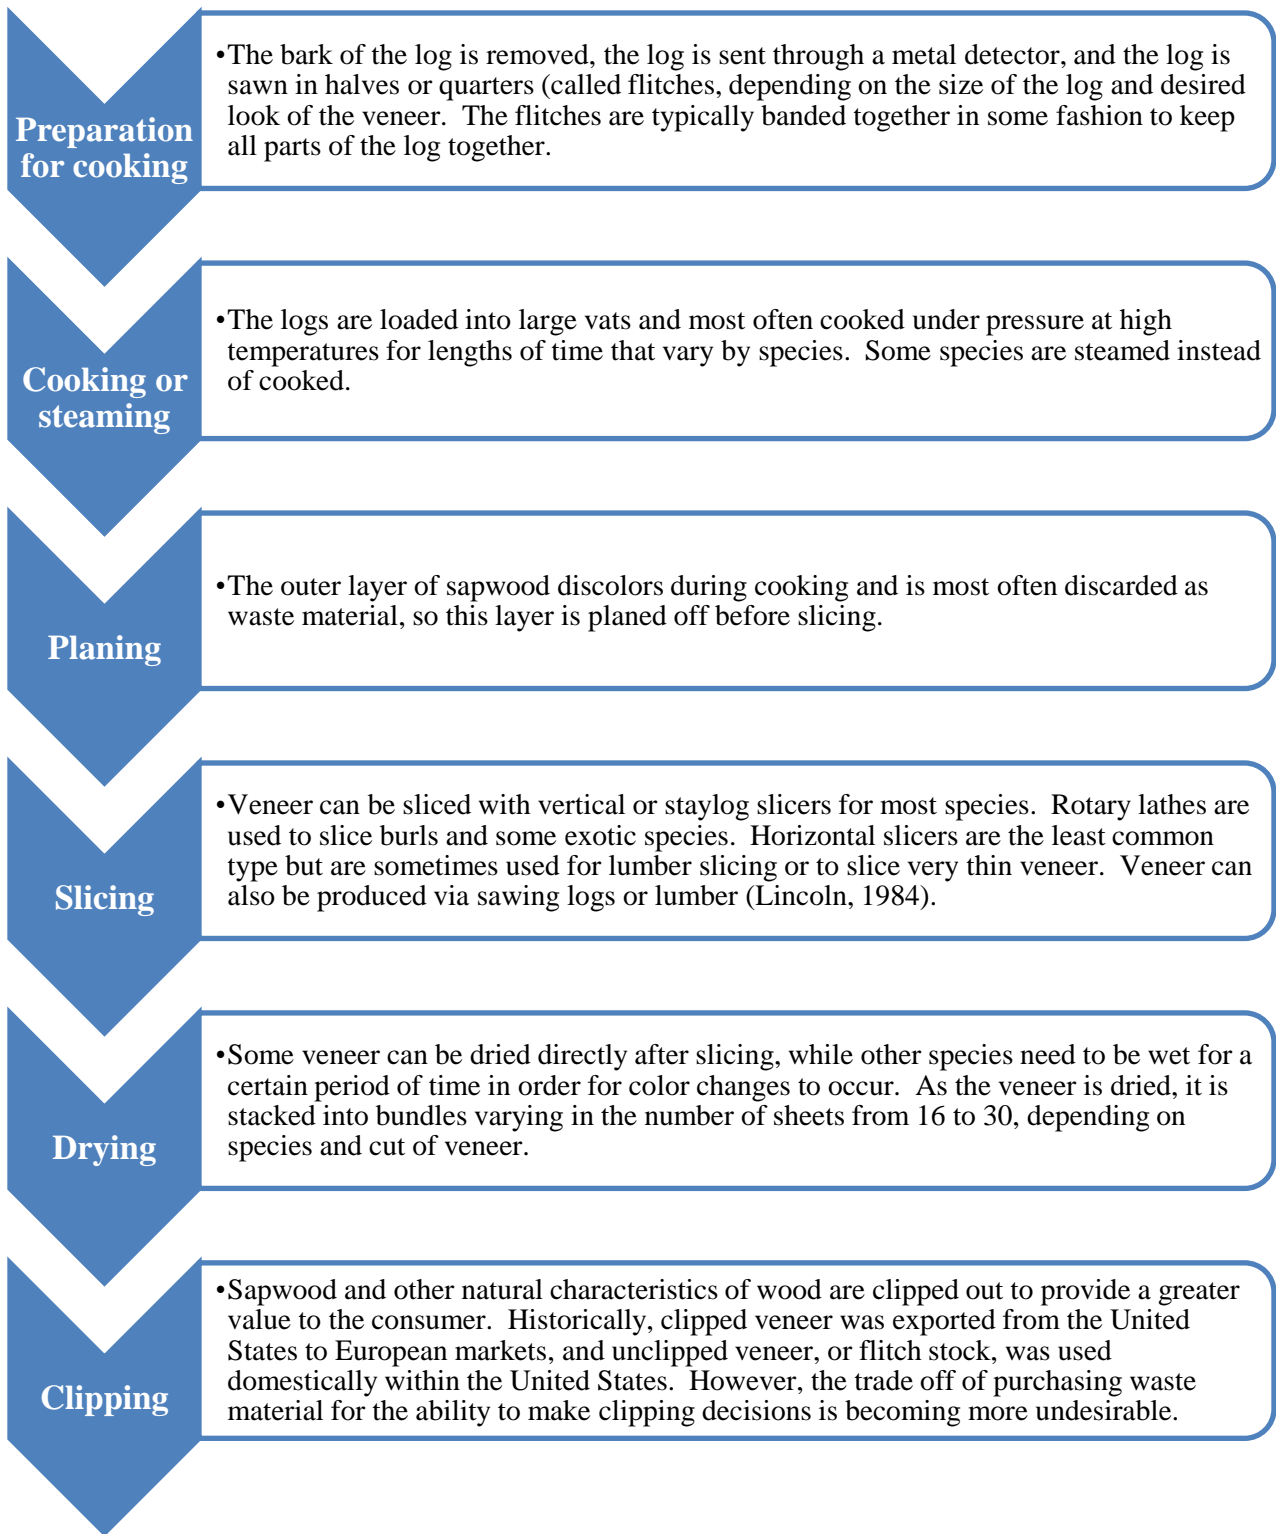 Preparation
for cooking
•The bark of the log is removed, the log is sent through a metal detector, and the log is
sawn in halves or quarters (called flitches, depending on the size of the log and desired
look of the veneer.  The flitches are typically banded together in some fashion to keep
all parts of the log together.
Cooking or
steaming
•The logs are loaded into large vats and most often cooked under pressure at high
temperatures for lengths of time that vary by species.  Some species are steamed instead
of cooked.
Planing
•The outer layer of sapwood discolors during cooking and is most often discarded as
waste material, so this layer is planed off before slicing.
Slicing
•Veneer can be sliced with vertical or staylog slicers for most species.  Rotary lathes are
used to slice burls and some exotic species.  Horizontal slicers are the least common
type but are sometimes used for lumber slicing or to slice very thin veneer.  Veneer can
also be produced via sawing logs or lumber (Lincoln, 1984).
Drying
•Some veneer can be dried directly after slicing, while other species need to be wet for a
certain period of time in order for color changes to occur.  As the veneer is dried, it is
stacked into bundles varying in the number of sheets from 16 to 30, depending on
species and cut of veneer.
Clipping
•Sapwood and other natural characteristics of wood are clipped out to provide a greater
value to the consumer.  Historically, clipped veneer was exported from the United
States to European markets, and unclipped veneer, or flitch stock, was used
domestically within the United States.  However, the trade off of purchasing waste
material for the ability to make clipping decisions is becoming more undesirable.